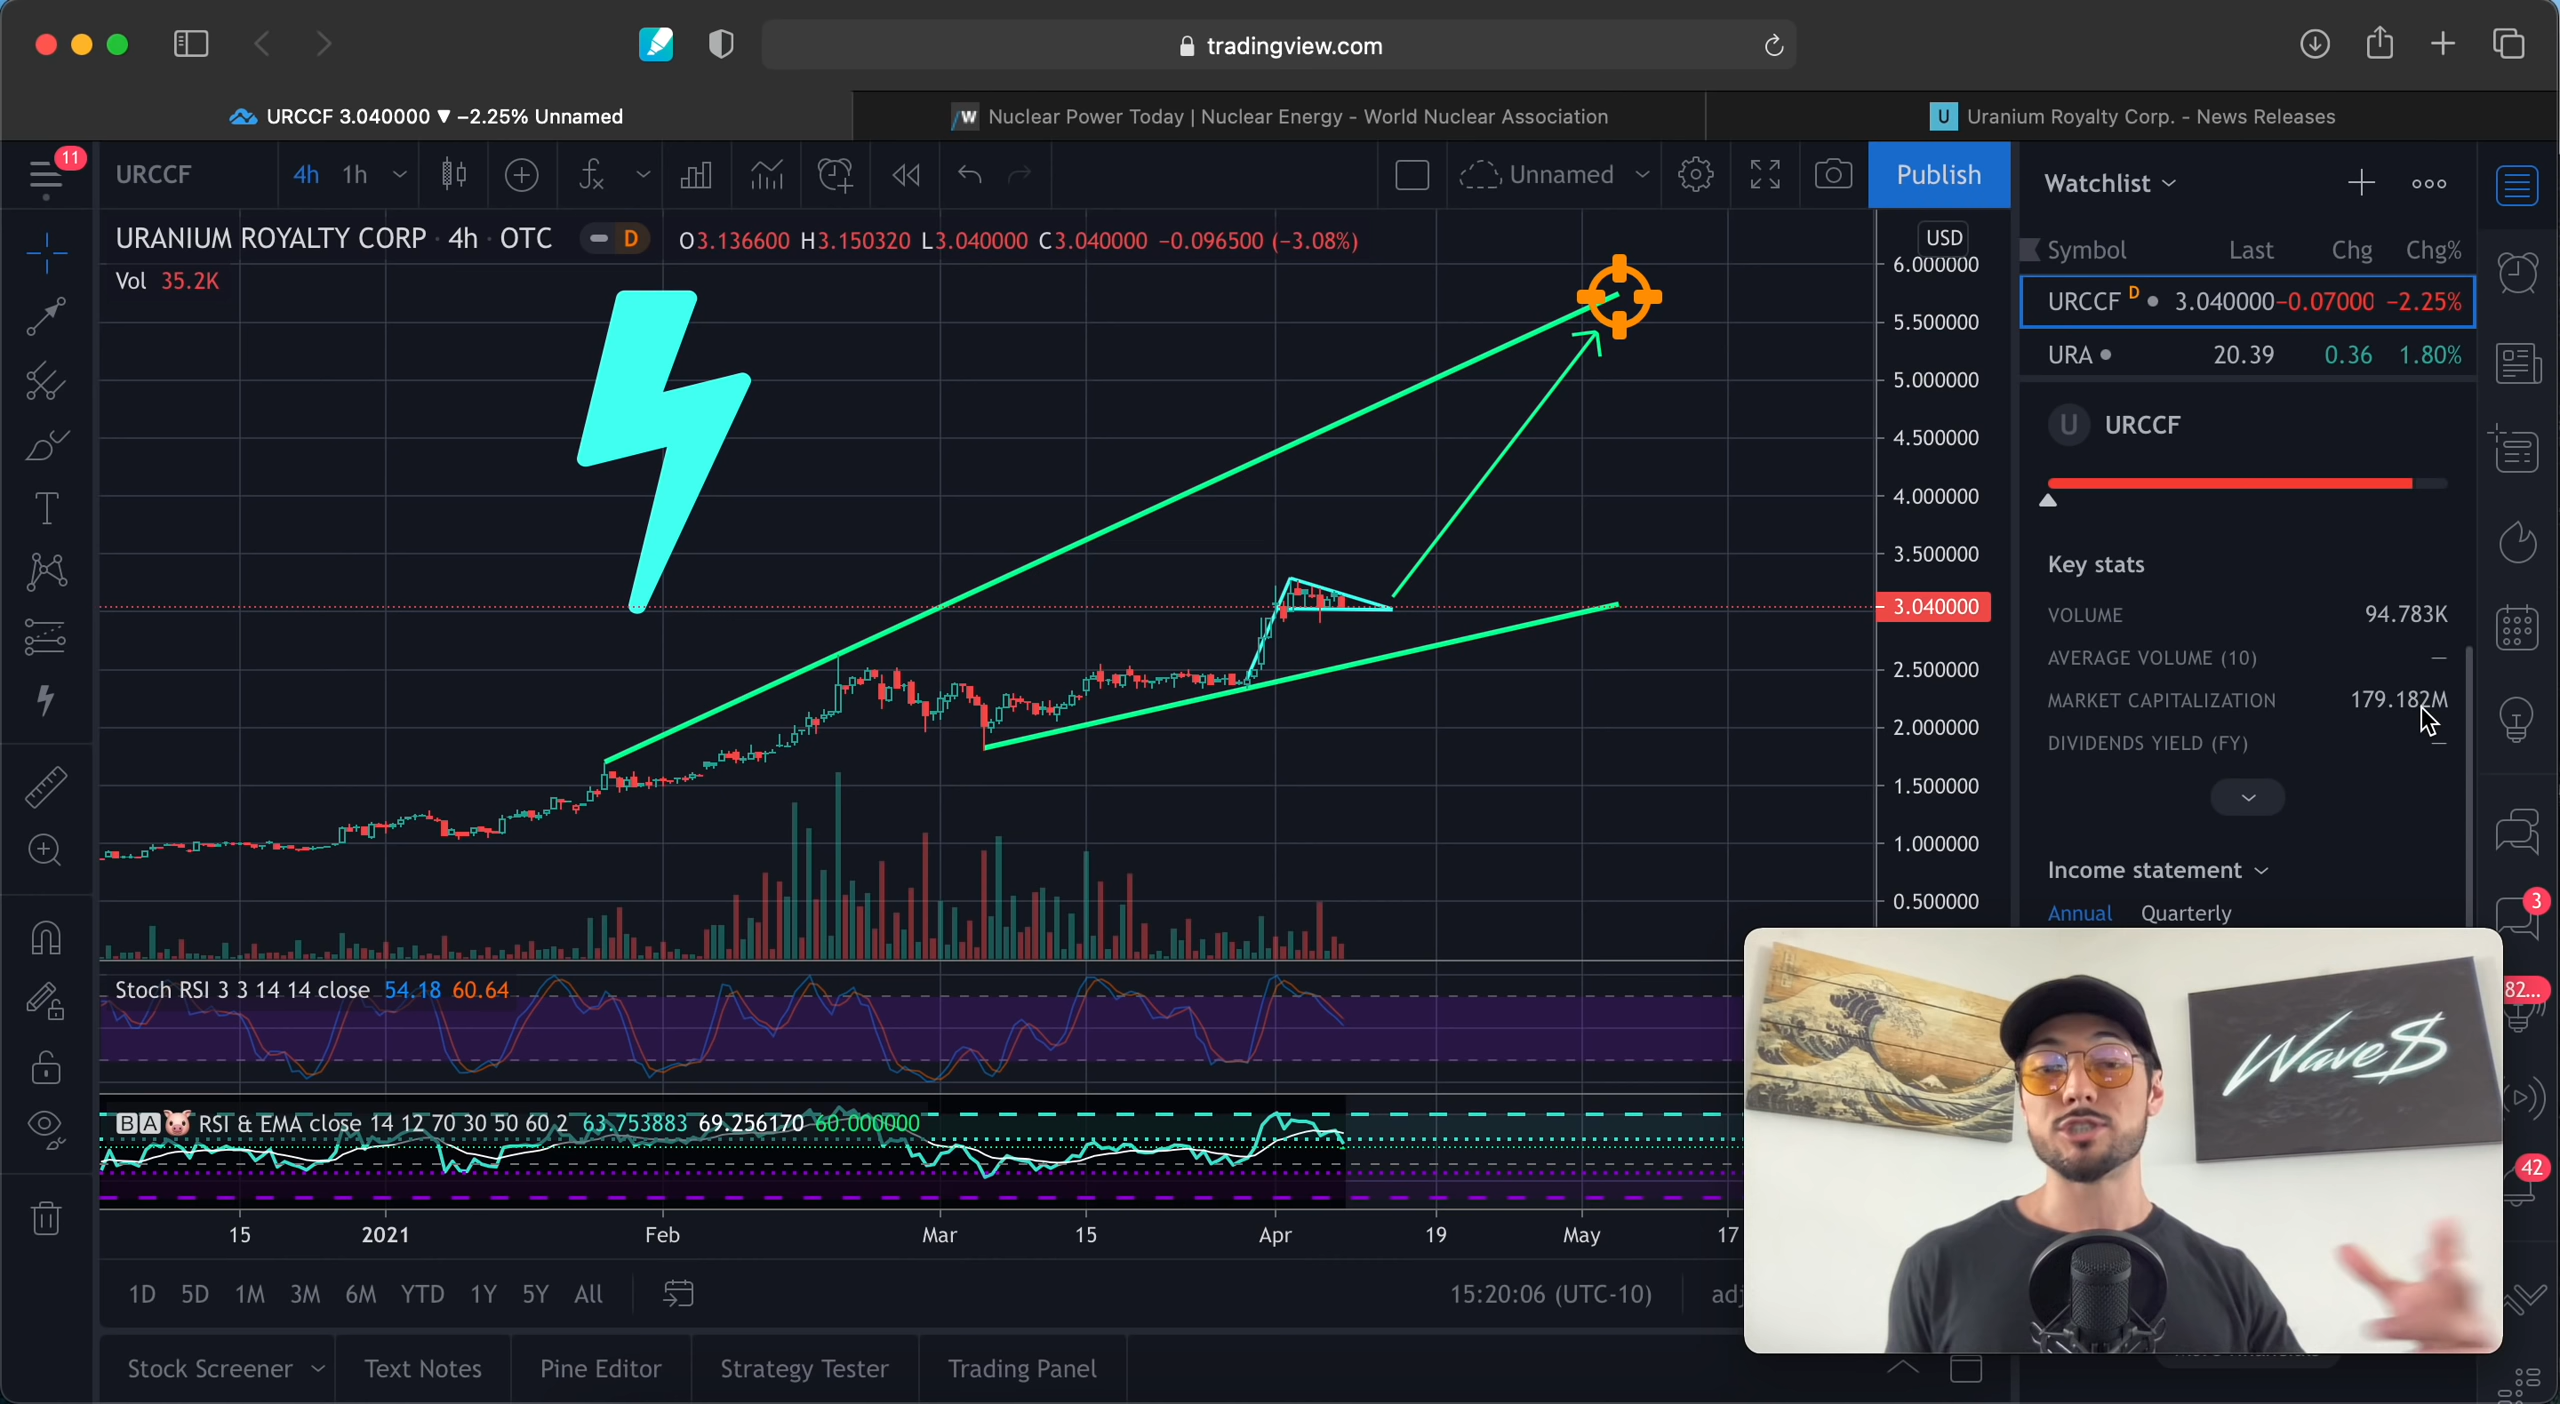 tradingview.com
URCCF 3.040000 ▼ −2.25% Unnamed
Nuclear Power Today | Nuclear Energy - World Nuclear Association
U Uranium Royalty Corp. - News Releases
11
URCCF 4h 1h
Unnamed
Publish
Watchlist
URANIUM ROYALTY CORP · 4h · OTC
D
O3.136600 H3.150320 L3.040000 C3.040000 −0.096500 (−3.08%)
Vol 35.2K
USD
6.000000
5.500000
5.000000
4.500000
4.000000
3.500000
3.040000
2.500000
2.000000
1.500000
1.000000
0.500000
Symbol Last Chg Chg%
URCCF D 3.040000 −0.07000 −2.25%
URA 20.39 0.36 1.80%
U URCCF
Key stats
VOLUME 94.783K
AVERAGE VOLUME (10) —
MARKET CAPITALIZATION 179.182M
DIVIDENDS YIELD (FY) —
Income statement
Annual Quarterly
3
82...
42
Stoch RSI 3 3 14 14 close 54.18 60.64
BA RSI & EMA close 14 12 70 30 50 60 2 63.753883 69.256170 60.000000
15 2021 Feb Mar 15 Apr 19 May 17
1D 5D 1M 3M 6M YTD 1Y 5Y All
15:20:06 (UTC-10)
Wave$
Stock Screener Text Notes Pine Editor Strategy Tester Trading Panel